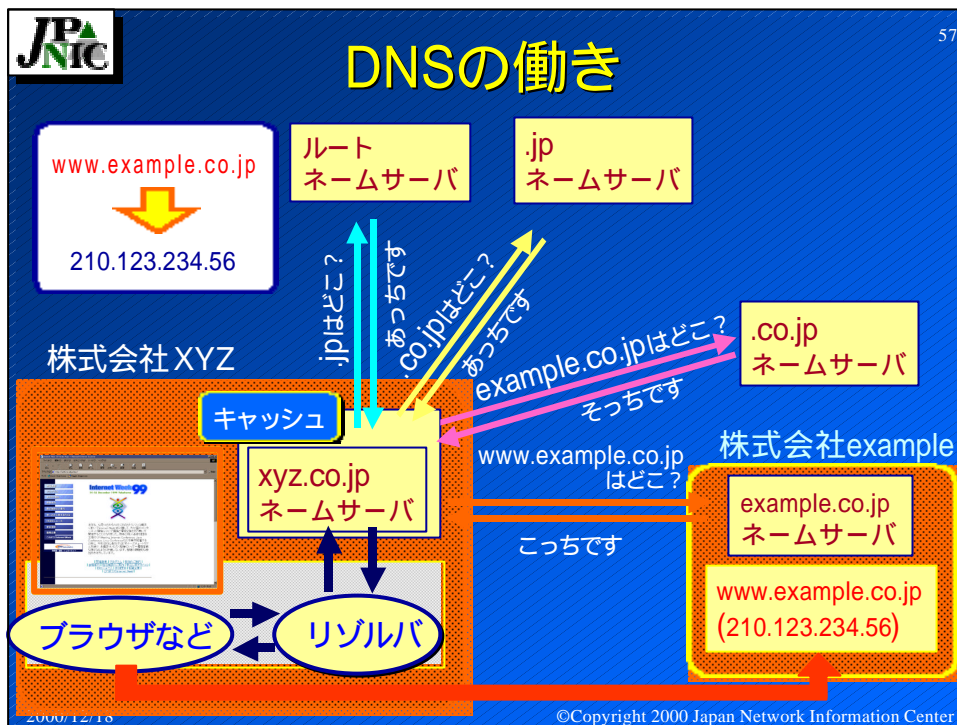 JPNIC
57
DNSの働き
www.example.co.jp
210.123.234.56
ルート
ネームサーバ
.jp
ネームサーバ
.jpはどこ？
あっちです
.co.jpはどこ？
あっちです
example.co.jpはどこ？
そっちです
.co.jp
ネームサーバ
株式会社XYZ
キャッシュ
xyz.co.jp
ネームサーバ
Internet Week 99
www.example.co.jp
はどこ？
こっちです
株式会社example
example.co.jp
ネームサーバ
www.example.co.jp
(210.123.234.56)
ブラウザなど
リゾルバ
2000/12/18
©Copyright 2000 Japan Network Information Center